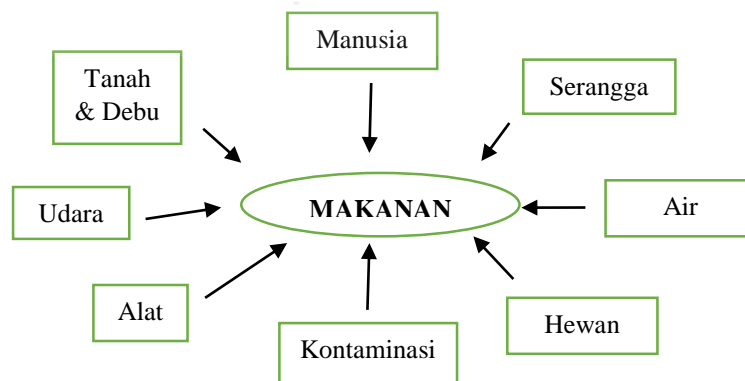 Manusia
Tanah
& Debu
Serangga
Udara
MAKANAN
Air
Alat
Kontaminasi
Hewan